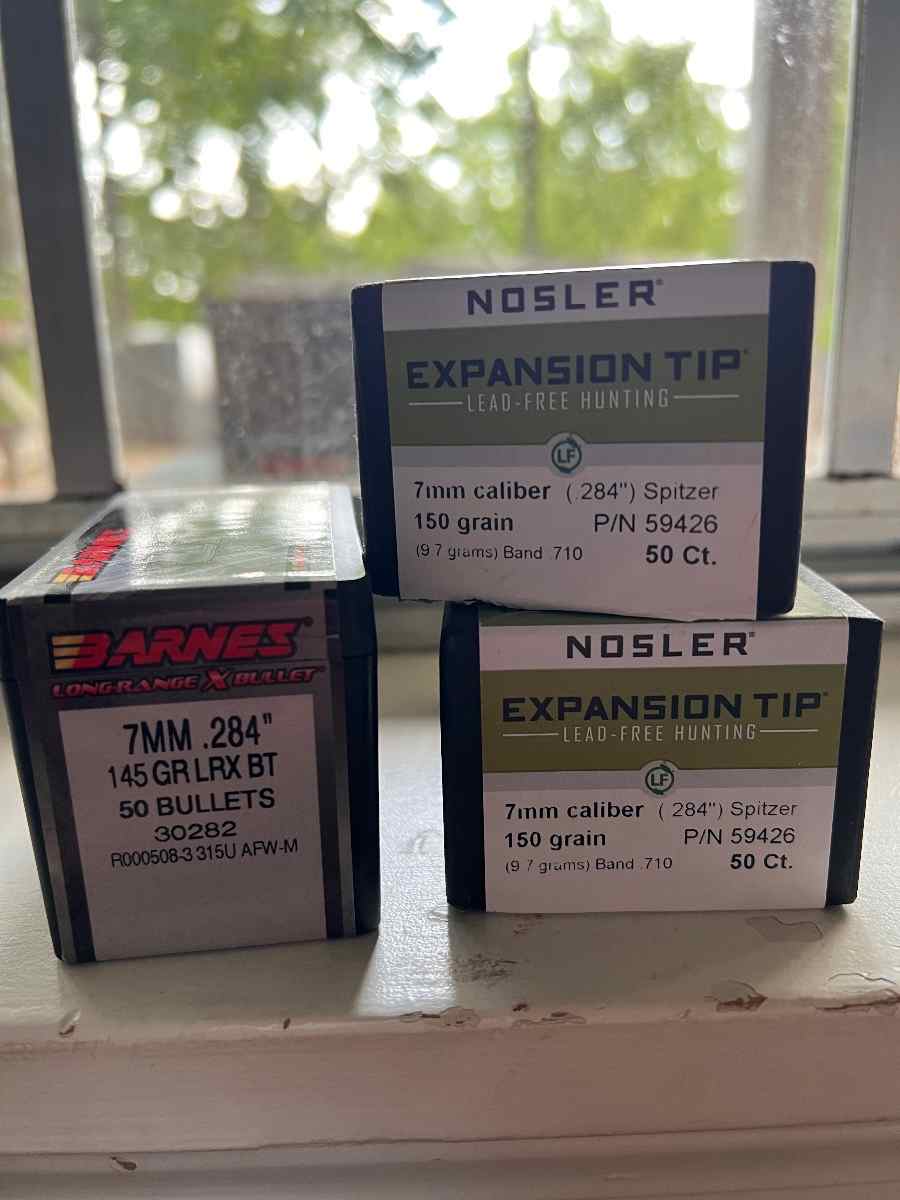 NOSLER®
EXPANSION TIP®
LEAD-FREE HUNTING
LF
7mm caliber (.284") Spitzer
150 grain P/N 59426
(9.7 grams) Band .710 50 Ct.
NOSLER®
EXPANSION TIP®
LEAD-FREE HUNTING
LF
7mm caliber (.284") Spitzer
150 grain P/N 59426
(9.7 grams) Band .710 50 Ct.
BARNES
BARNES®
LONG-RANGE X BULLET™
7MM .284"
145 GR LRX BT
50 BULLETS
30282
R000508-3 315U AFW-M